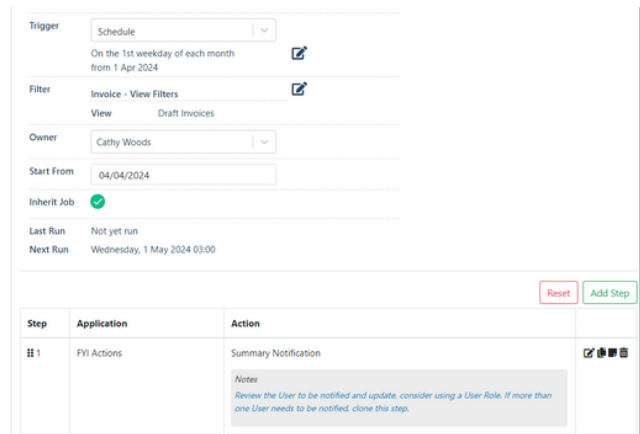 Trigger
Schedule
On the 1st weekday of each month
from 1 Apr 2024
Filter
Invoice - View Filters
View Draft Invoices
Owner
Cathy Woods
Start From
04/04/2024
Inherit Job
Last Run Not yet run
Next Run Wednesday, 1 May 2024 03:00
Reset Add Step
Step Application Action
1 FYI Actions Summary Notification
Notes
Review the User to be notified and update, consider using a User Role. If more than
one User needs to be notified, clone this step.